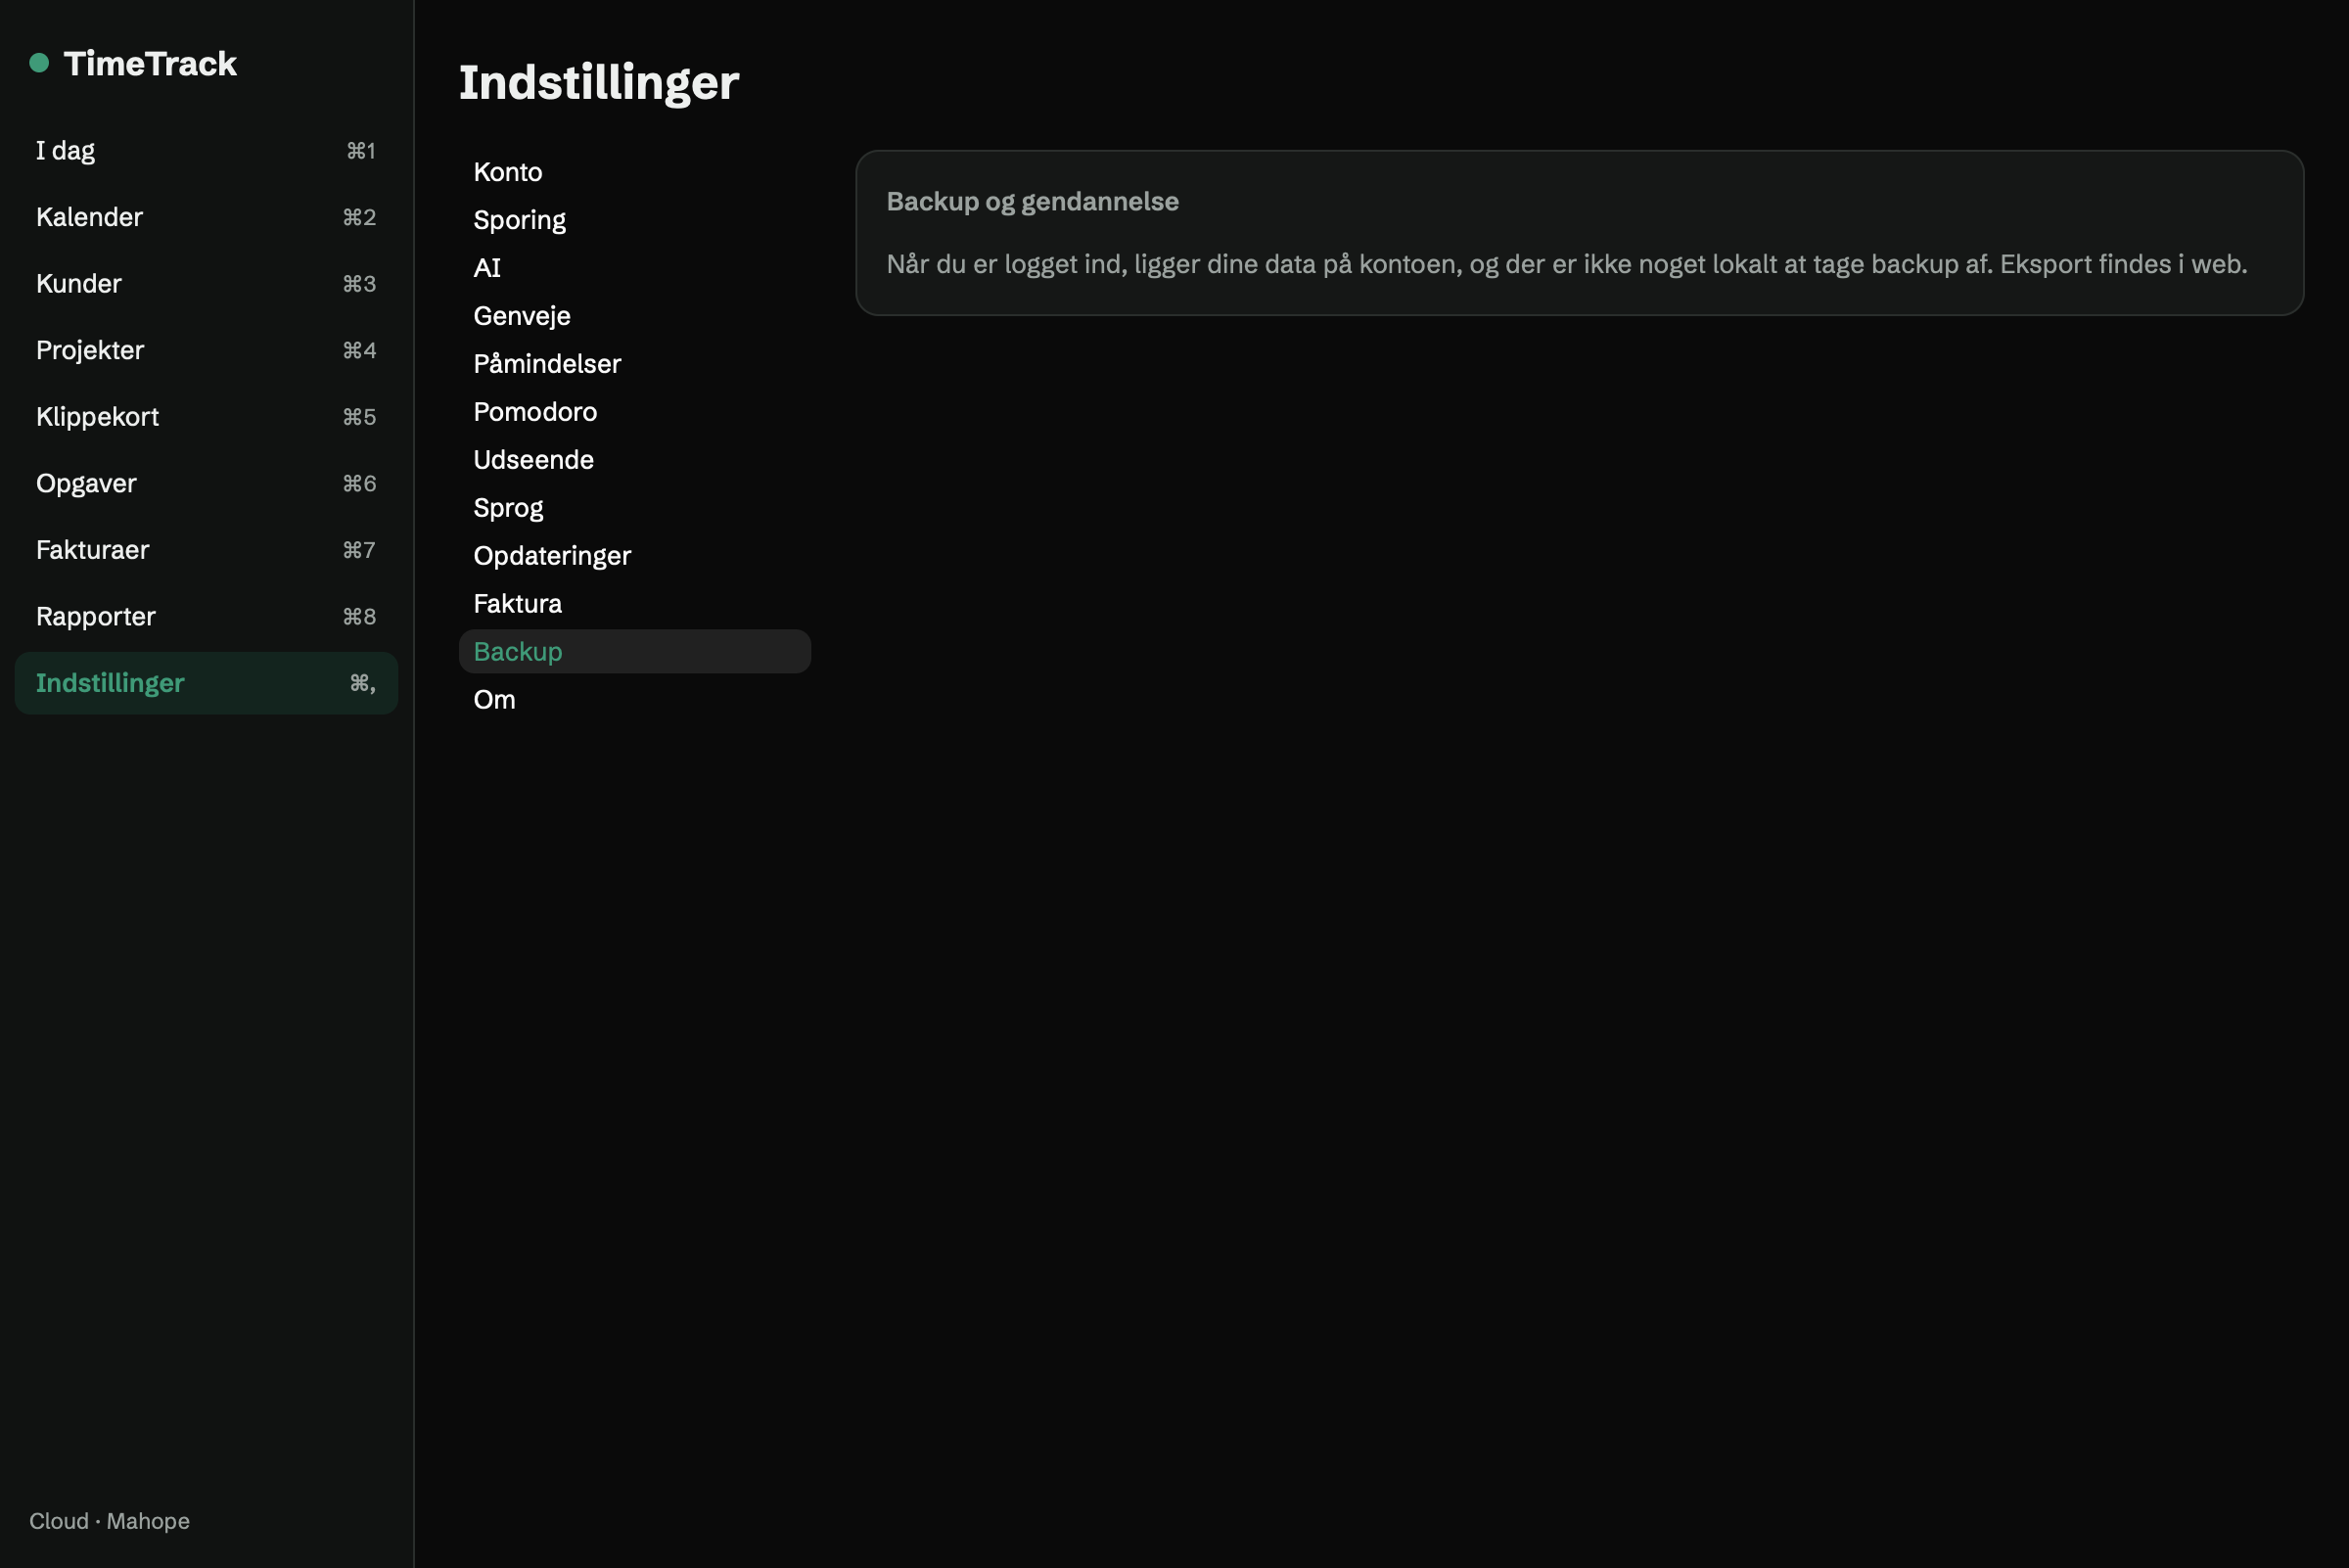 TimeTrack
I dag ⌘1
Kalender ⌘2
Kunder ⌘3
Projekter ⌘4
Klippekort ⌘5
Opgaver ⌘6
Fakturaer ⌘7
Rapporter ⌘8
Indstillinger ⌘,
Cloud · Mahope
Indstillinger
Konto
Sporing
AI
Genveje
Påmindelser
Pomodoro
Udseende
Sprog
Opdateringer
Faktura
Backup
Om
Backup og gendannelse
Når du er logget ind, ligger dine data på kontoen, og der er ikke noget lokalt at tage backup af. Eksport findes i web.